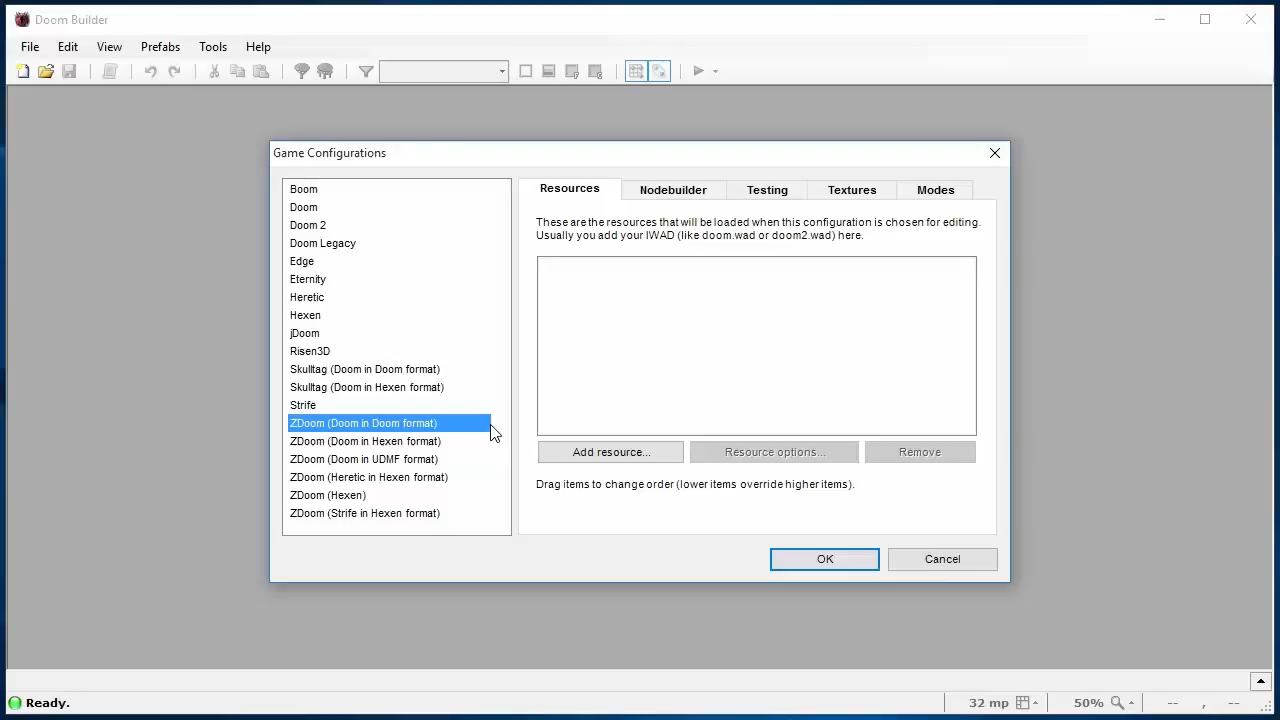 Doom Builder
File Edit View Prefabs Tools Help
Game Configurations
Boom
Doom
Doom 2
Doom Legacy
Edge
Eternity
Heretic
Hexen
jDoom
Risen3D
Skulltag (Doom in Doom format)
Skulltag (Doom in Hexen format)
Strife
ZDoom (Doom in Doom format)
ZDoom (Doom in Hexen format)
ZDoom (Doom in UDMF format)
ZDoom (Heretic in Hexen format)
ZDoom (Hexen)
ZDoom (Strife in Hexen format)
Resources Nodebuilder Testing Textures Modes
These are the resources that will be loaded when this configuration is chosen for editing.
Usually you add your IWAD (like doom.wad or doom2.wad) here.
Add resource... Resource options... Remove
Drag items to change order (lower items override higher items).
OK Cancel
Ready. 32 mp 50% -- , --